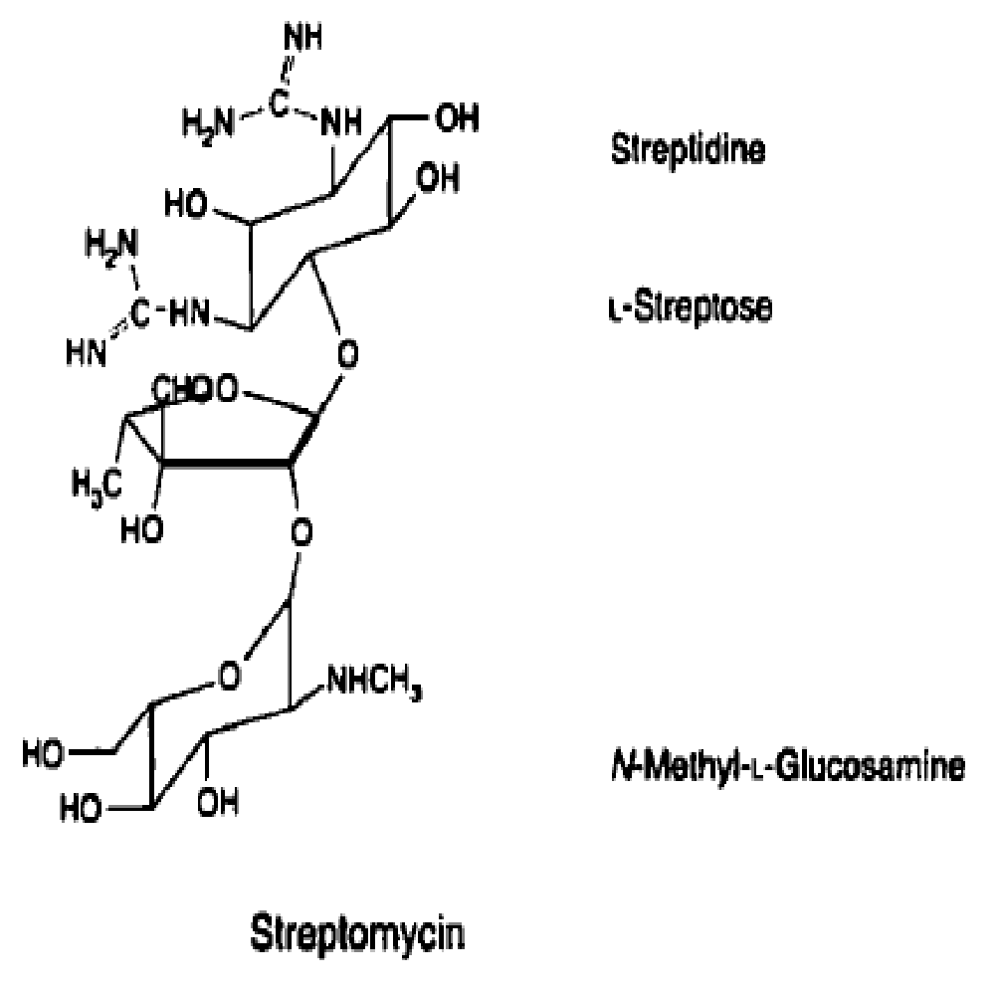 NH
C
H₂N
NH
OH
Streptidine
OH
HO
H₂N
C-HN
L-Streptose
HN
O
CHO
O
H₃C
HO
O
O
NHCH₃
HO
HO
OH
N-Methyl-L-Glucosamine
Streptomycin